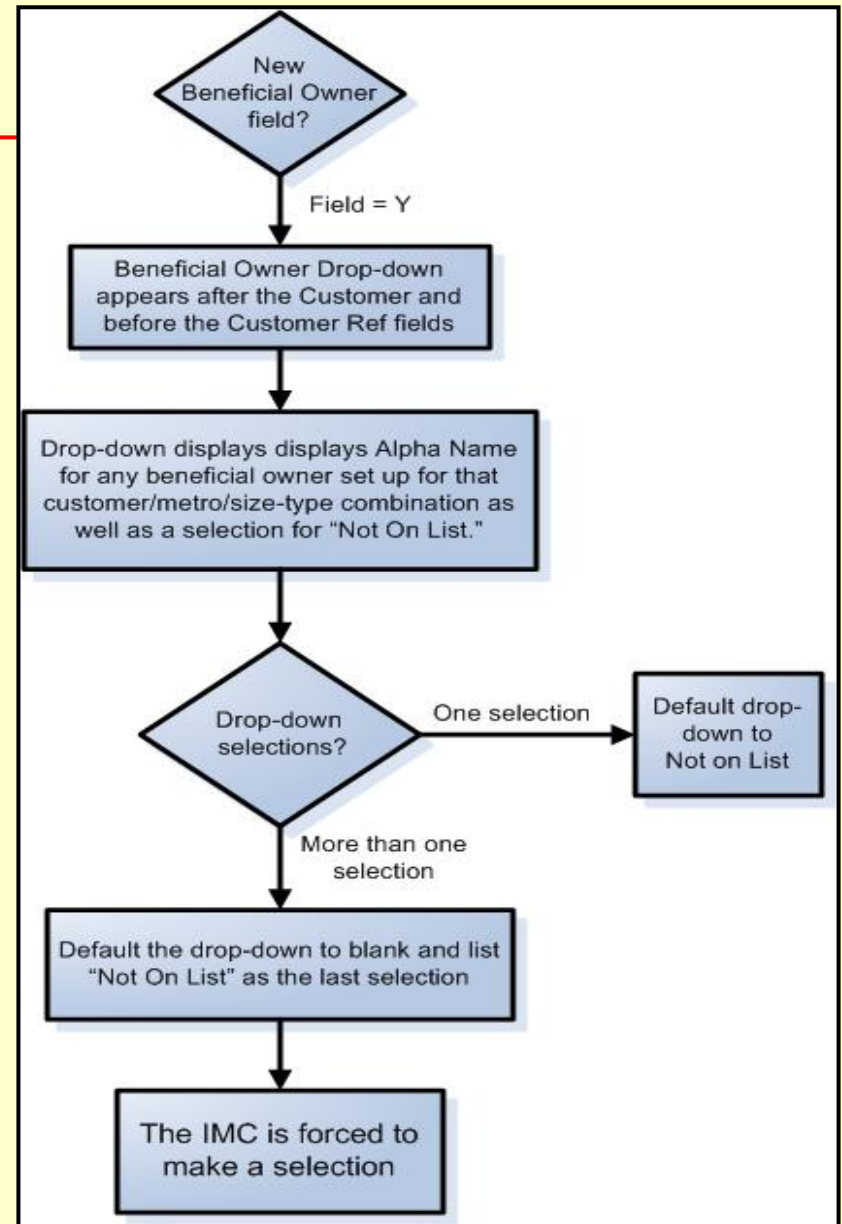 New
Beneficial Owner
field?
Field = Y
Beneficial Owner Drop-down
appears after the Customer and
before the Customer Ref fields
Drop-down displays displays Alpha Name
for any beneficial owner set up for that
customer/metro/size-type combination as
well as a selection for “Not On List.”
Drop-down
selections?
One selection
Default drop-
down to
Not on List
More than one
selection
Default the drop-down to blank and list
“Not On List” as the last selection
The IMC is forced to
make a selection